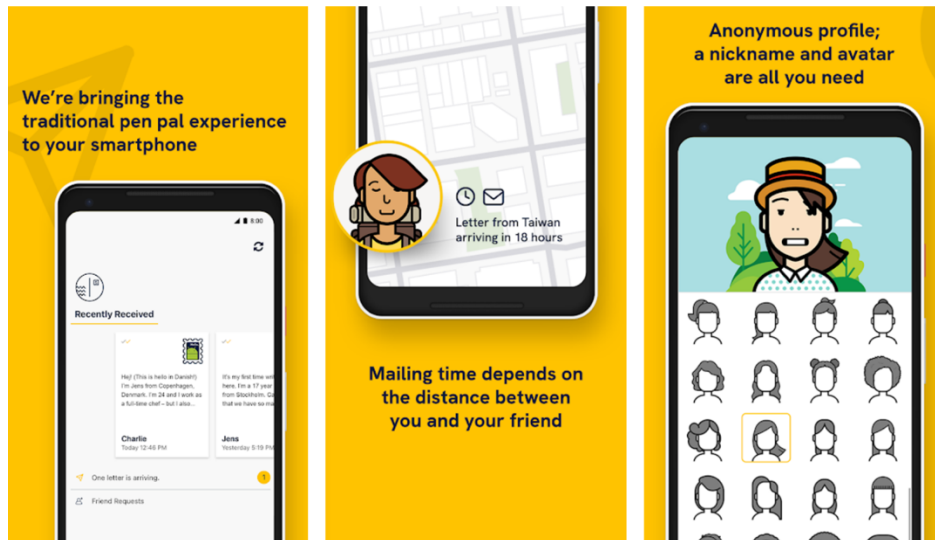 We're bringing the
traditional pen pal experience
to your smartphone
8:00
Recently Received
Hej! (This is hello in Danish!)
I'm Jens from Copenhagen,
Denmark. I'm 24 and I work as
a full-time chef – but I also...
Charlie
Today 12:46 PM
It's my first time
here. I'm a 17 year
from Stockholm.
that we have so
Jens
Yesterday 5:19 PM
One letter is arriving.
1
Friend Requests
Letter from Taiwan
arriving in 18 hours
Mailing time depends on
the distance between
you and your friend
Anonymous profile;
a nickname and avatar
are all you need